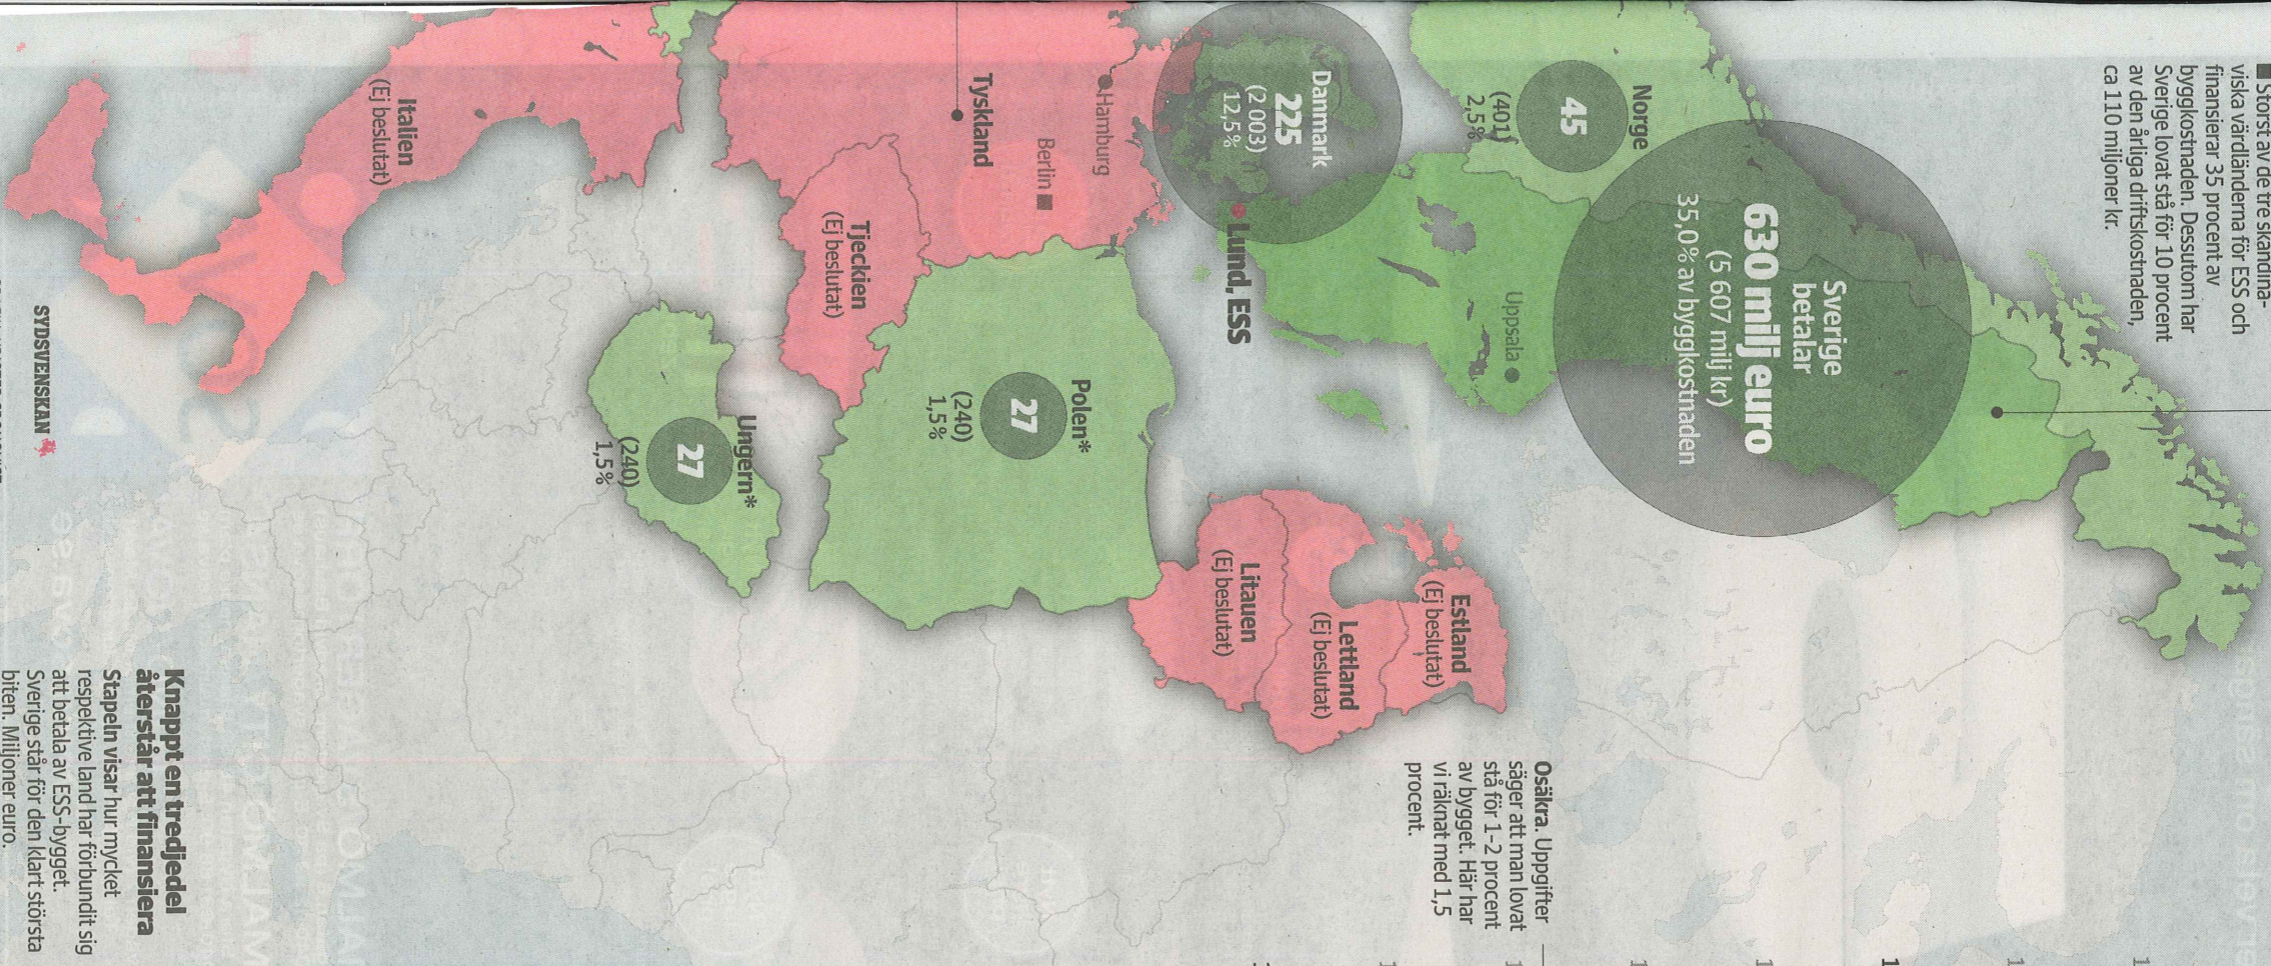 ■ Störst av de tre skandina-
viska värdländerna för ESS och
finansierar 35 procent av
byggkostnaden. Dessutom har
Sverige lovat stå för 10 procent
av den årliga driftskostnaden,
ca 110 miljoner kr.
Sverige
betalar
630 milj euro
(5 607 milj kr)
35,0% av byggkostnaden
Norge
45
(401)
2,5%
Uppsala
Danmark
225
(2 003)
12,5%
Lund, ESS
Hamburg
Berlin
Tyskland
Tjeckien
(Ej beslutat)
Polen*
27
(240)
1,5%
Ungern*
27
(240)
1,5%
Italien
(Ej beslutat)
Estland
(Ej beslutat)
Lettland
(Ej beslutat)
Litauen
(Ej beslutat)
Osäkra. Uppgifter
säger att man lovat
stå för 1-2 procent
av bygget. Här har
vi räknat med 1,5
procent.
Knappt en tredjedel
återstår att finansiera
Stapeln visar hur mycket
respektive land har förbundit sig
att betala av ESS-bygget.
Sverige står för den klart största
biten. Miljoner euro.
SYDSVENSKAN